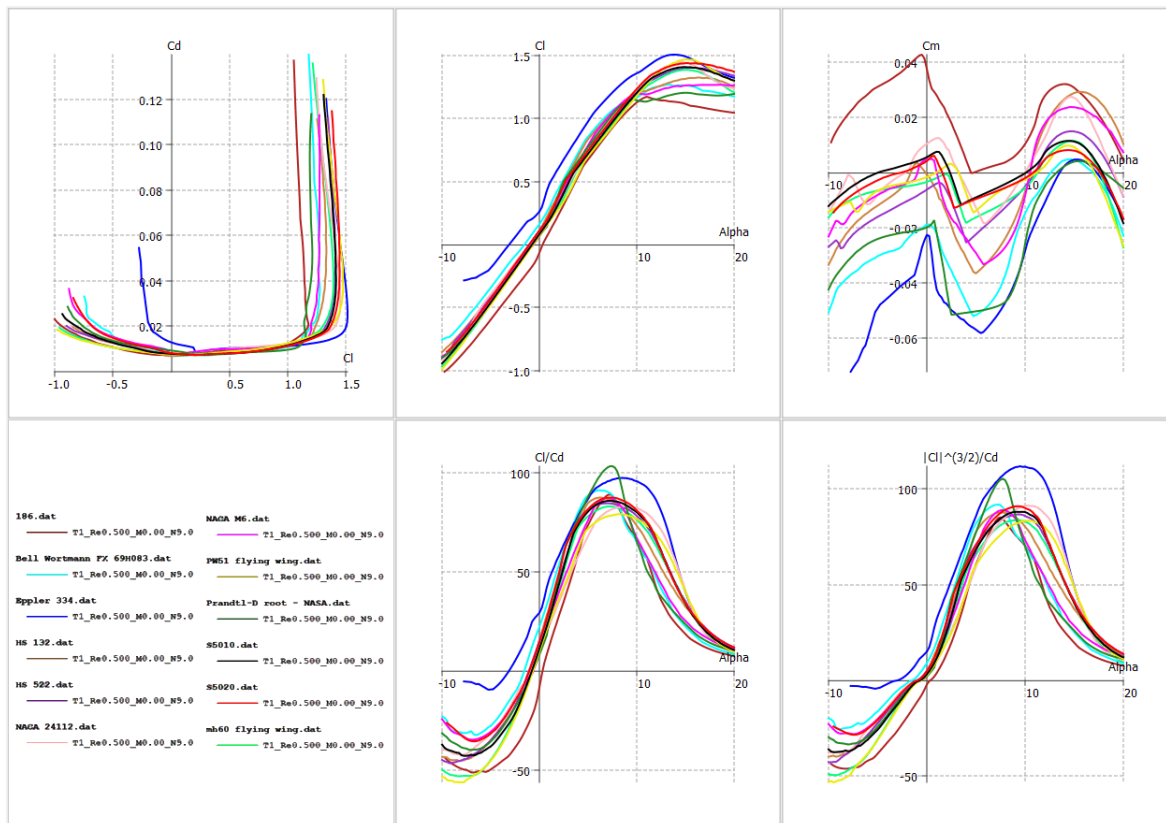 Cd
0.12
0.10
0.08
0.06
0.04
0.02
Cl
-1.0
-0.5
0.5
1.0
1.5
Cl
1.5
1.0
0.5
Alpha
-10
10
20
-0.5
-1.0
Cm
0.04
0.02
Alpha
-10
10.0
20
-0.02
-0.04
-0.06
186.dat
T1_Re0.500_M0.00_N9.0
Bell Wortmann FX 69H083.dat
T1_Re0.500_M0.00_N9.0
Eppler 334.dat
T1_Re0.500_M0.00_N9.0
HS 132.dat
T1_Re0.500_M0.00_N9.0
HS 522.dat
T1_Re0.500_M0.00_N9.0
NACA 24112.dat
T1_Re0.500_M0.00_N9.0
NACA M6.dat
T1_Re0.500_M0.00_N9.0
PW51 flying wing.dat
T1_Re0.500_M0.00_N9.0
Prandtl-D root - NASA.dat
T1_Re0.500_M0.00_N9.0
S5010.dat
T1_Re0.500_M0.00_N9.0
S5020.dat
T1_Re0.500_M0.00_N9.0
mh60 flying wing.dat
T1_Re0.500_M0.00_N9.0
Cl/Cd
100
50
Alpha
-10
10
20
-50
|Cl|^(3/2)/Cd
100
50
Alpha
-10
10
20
-50